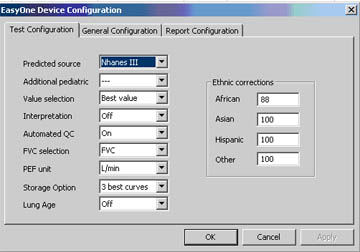 EasyOne Device Configuration
Test Configuration General Configuration Report Configuration
Predicted source Nhanes III
Additional pediatric ---
Value selection Best value
Interpretation Off
Automated QC On
FVC selection FVC
PEF unit L/min
Storage Option 3 best curves
Lung Age Off
Ethnic corrections
African 88
Asian 100
Hispanic 100
Other 100
OK Cancel Apply